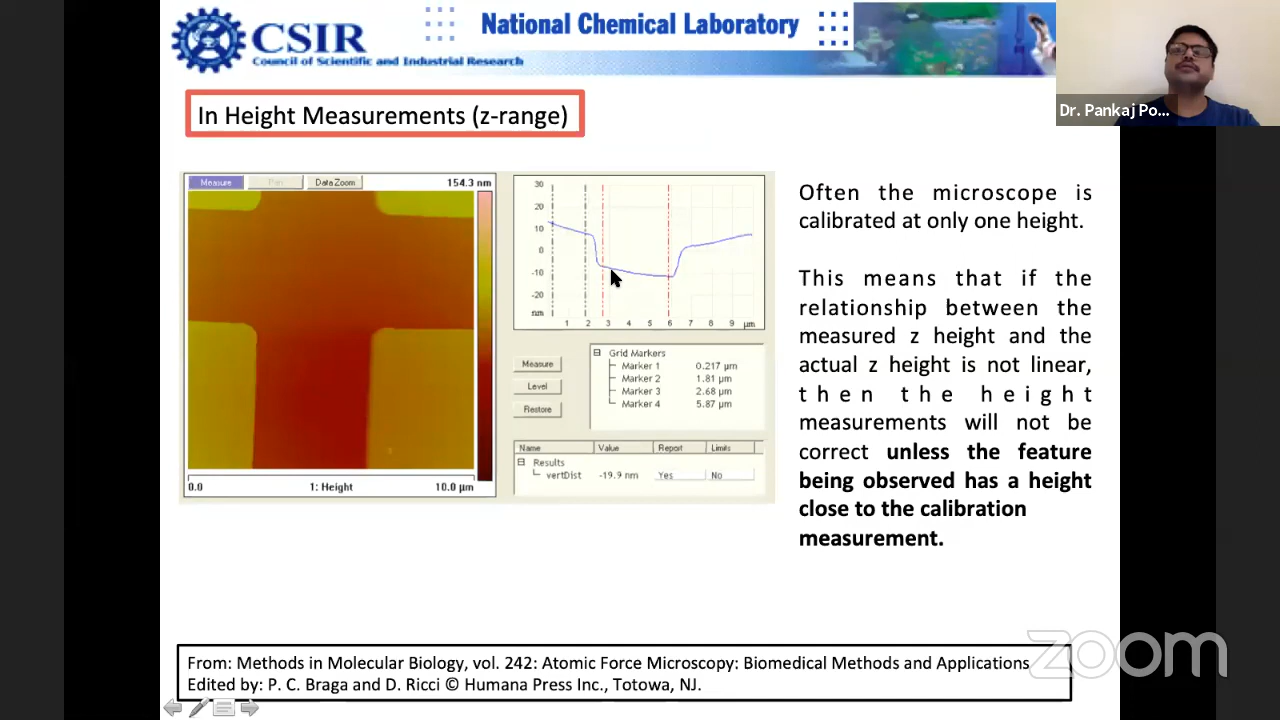 CSIR
Council of Scientific and Industrial Research
National Chemical Laboratory
Dr. Pankaj Po...
In Height Measurements (z-range)
Measure
Pan
Data Zoom
154.3 nm
0.0
1: Height
10.0 µm
30
20
10
0
-10
-20
nm
1 2 3 4 5 6 7 8 9 µm
Measure
Level
Restore
Grid Markers
Marker 1 0.217 µm
Marker 2 1.81 µm
Marker 3 2.68 µm
Marker 4 5.87 µm
Name Value Report Limits
Results
vertDist -19.9 nm Yes No
Often the microscope is
calibrated at only one height.
This means that if the
relationship between the
measured z height and the
actual z height is not linear,
then the height
measurements will not be
correct unless the feature
being observed has a height
close to the calibration
measurement.
From: Methods in Molecular Biology, vol. 242: Atomic Force Microscopy: Biomedical Methods and Applications
Edited by: P. C. Braga and D. Ricci © Humana Press Inc., Totowa, NJ.
zoom